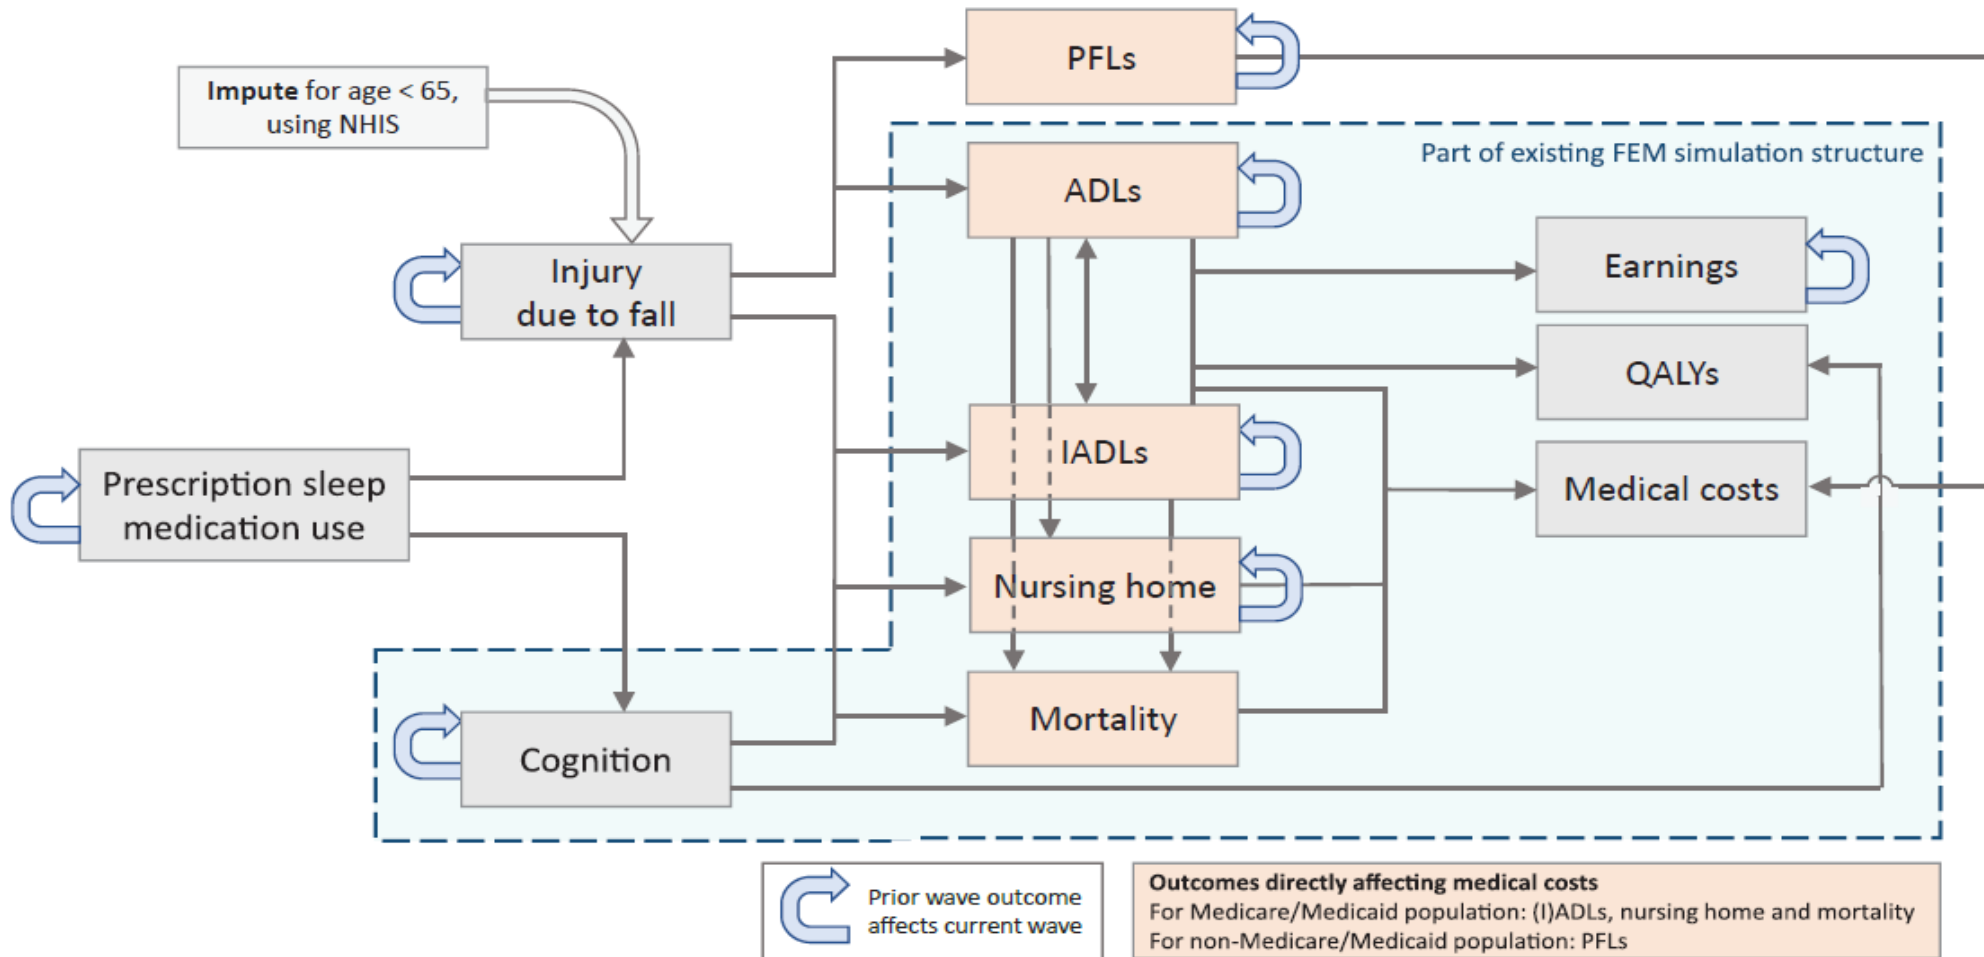 PFLs
Impute for age < 65,
using NHIS
Part of existing FEM simulation structure
ADLs
Injury
due to fall
Earnings
QALYs
IADLs
Prescription sleep
medication use
Medical costs
Nursing home
Mortality
Cognition
Prior wave outcome
affects current wave
Outcomes directly affecting medical costs
For Medicare/Medicaid population: (I)ADLs, nursing home and mortality
For non-Medicare/Medicaid population: PFLs